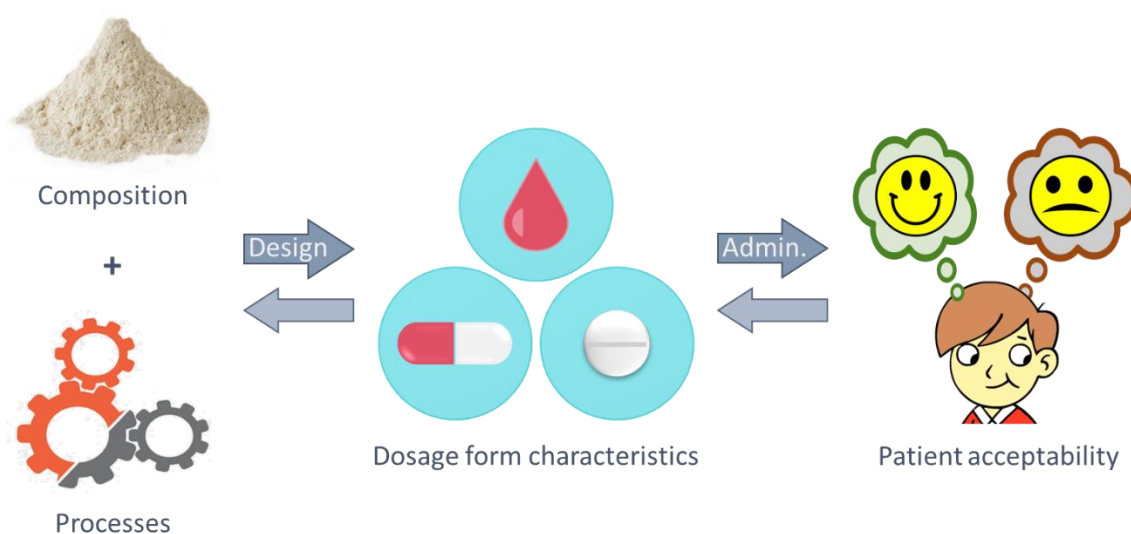 Composition
+
Processes
Design
Dosage form characteristics
Admin.
Patient acceptability